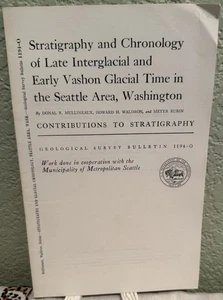 Stratigraphy and Chronology
of Late Interglacial and
Early Vashon Glacial Time in
the Seattle Area, Washington
By DONAL R. MULLINEAUX, HOWARD H. WALDRON, and MEYER RUBIN
CONTRIBUTIONS TO STRATIGRAPHY
GEOLOGICAL SURVEY BULLETIN 1194-O
Work done in cooperation with the
Municipality of Metropolitan Seattle